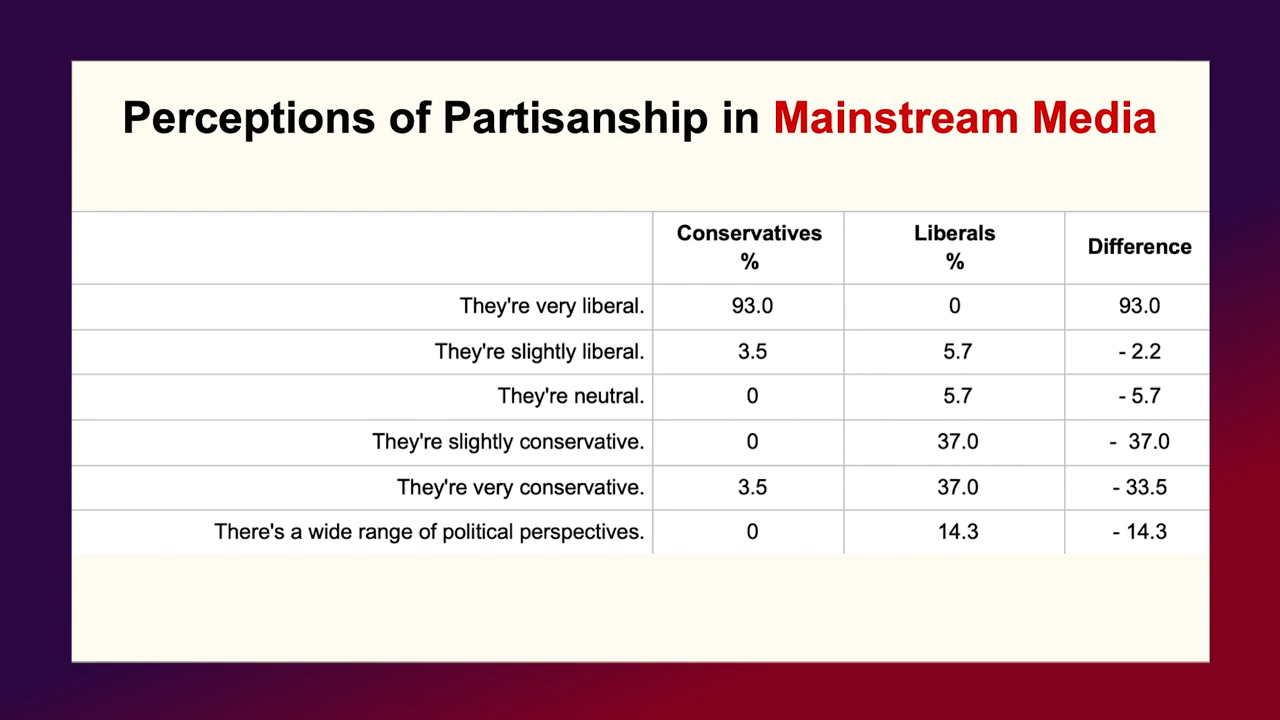 Perceptions of Partisanship in Mainstream Media
Conservatives % Liberals % Difference
They're very liberal. 93.0 0 93.0
They're slightly liberal. 3.5 5.7 - 2.2
They're neutral. 0 5.7 - 5.7
They're slightly conservative. 0 37.0 - 37.0
They're very conservative. 3.5 37.0 - 33.5
There's a wide range of political perspectives. 0 14.3 - 14.3